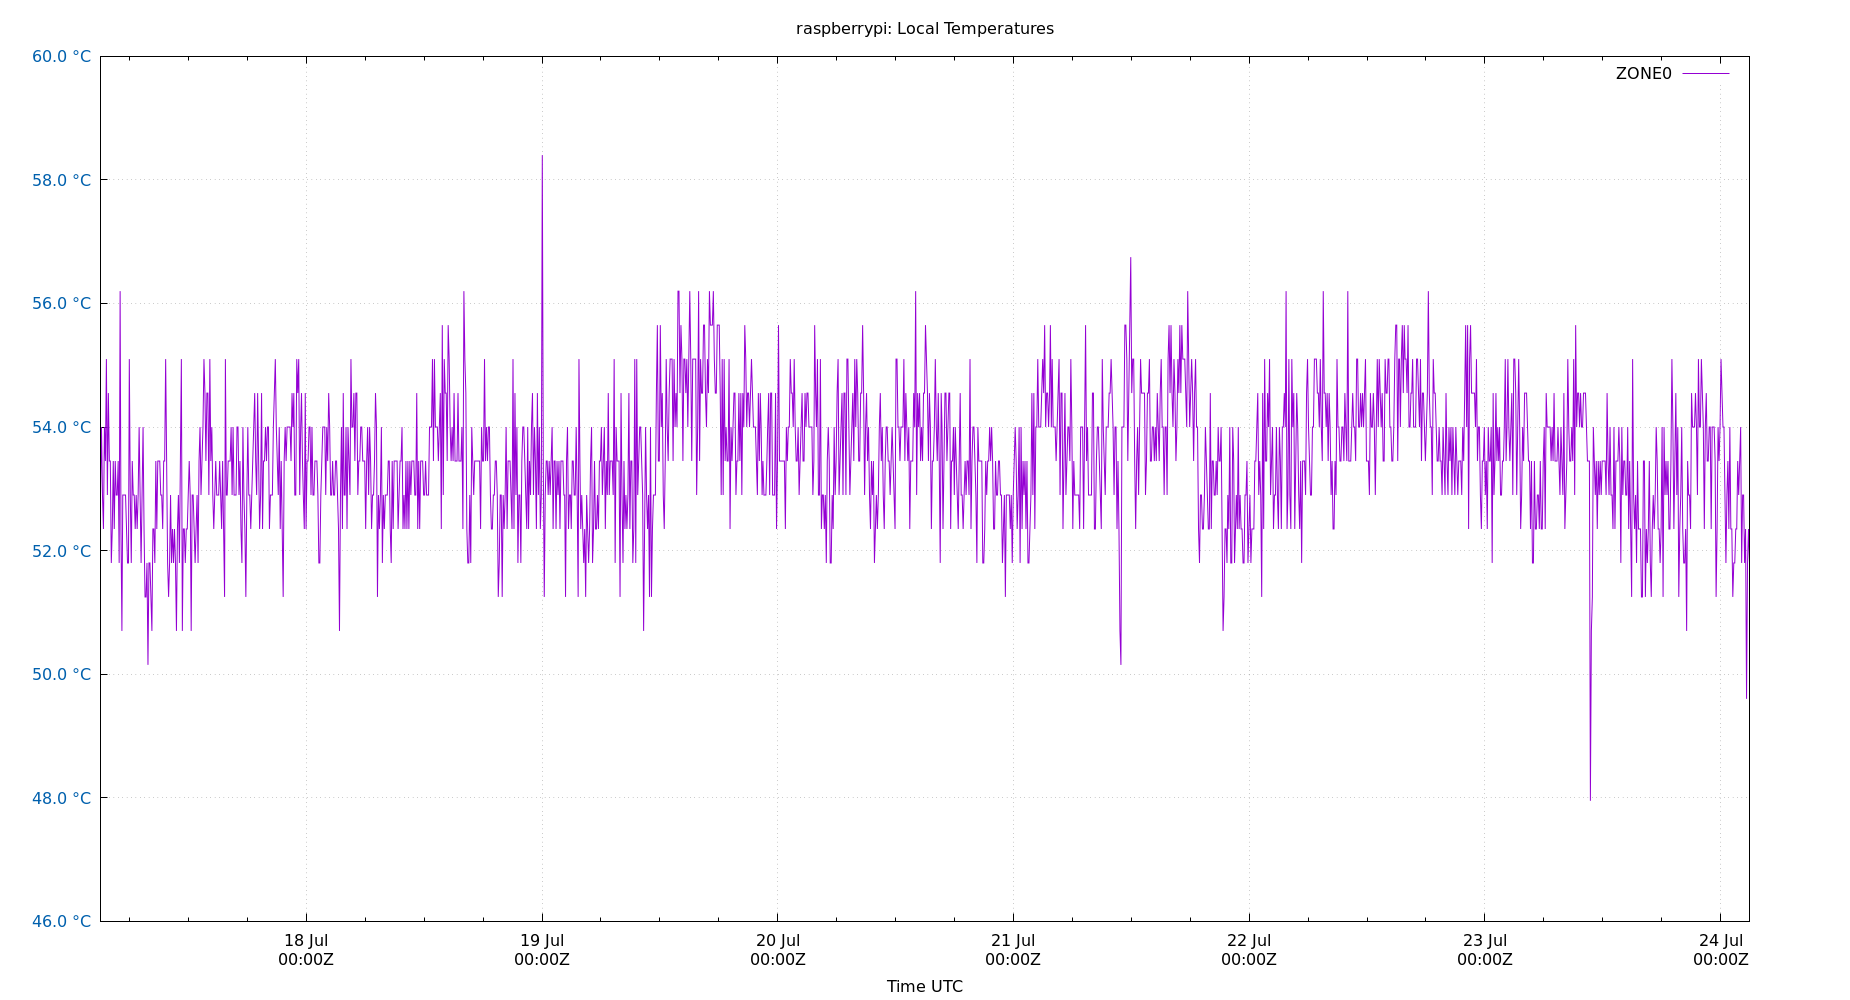 raspberrypi: Local Temperatures
60.0 °C
ZONE0
58.0 °C
56.0 °C
54.0 °C
52.0 °C
50.0 °C
48.0 °C
46.0 °C
18 Jul 19 Jul 20 Jul 21 Jul 22 Jul 23 Jul 24 Jul
00:00Z 00:00Z 00:00Z 00:00Z 00:00Z 00:00Z 00:00Z
Time UTC